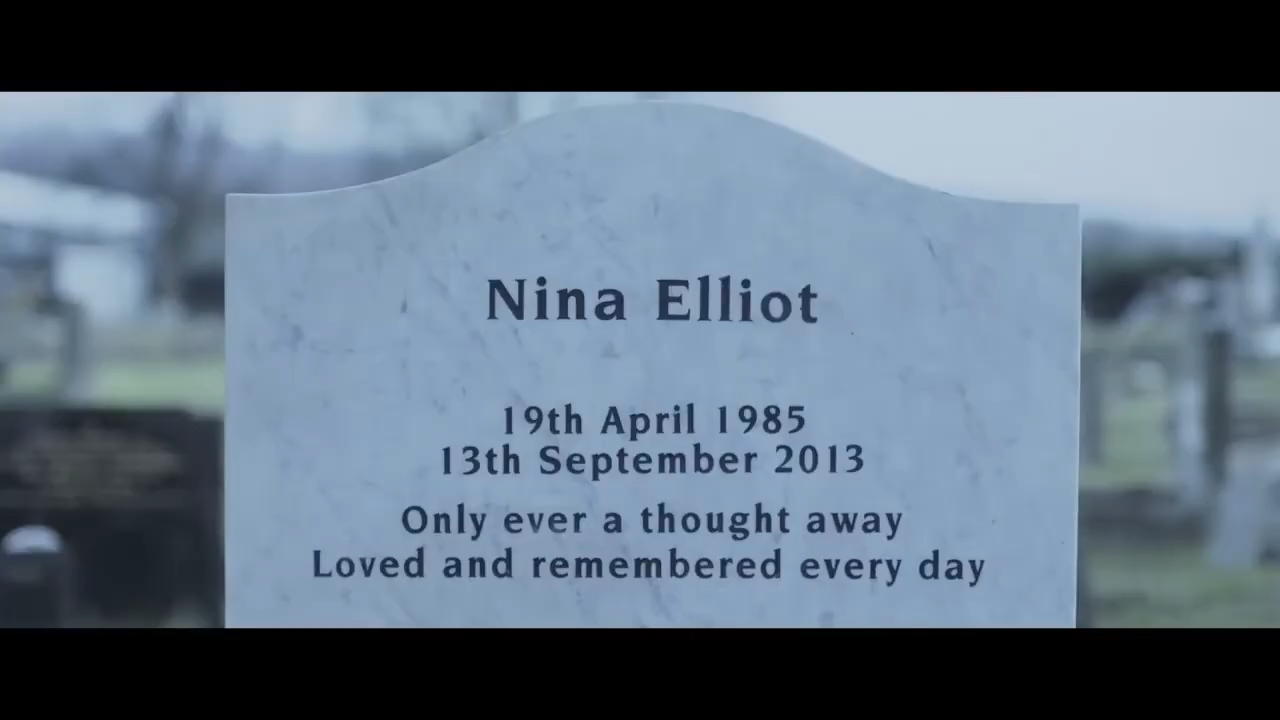 Nina Elliot
19th April 1985
13th September 2013
Only ever a thought away
Loved and remembered every day